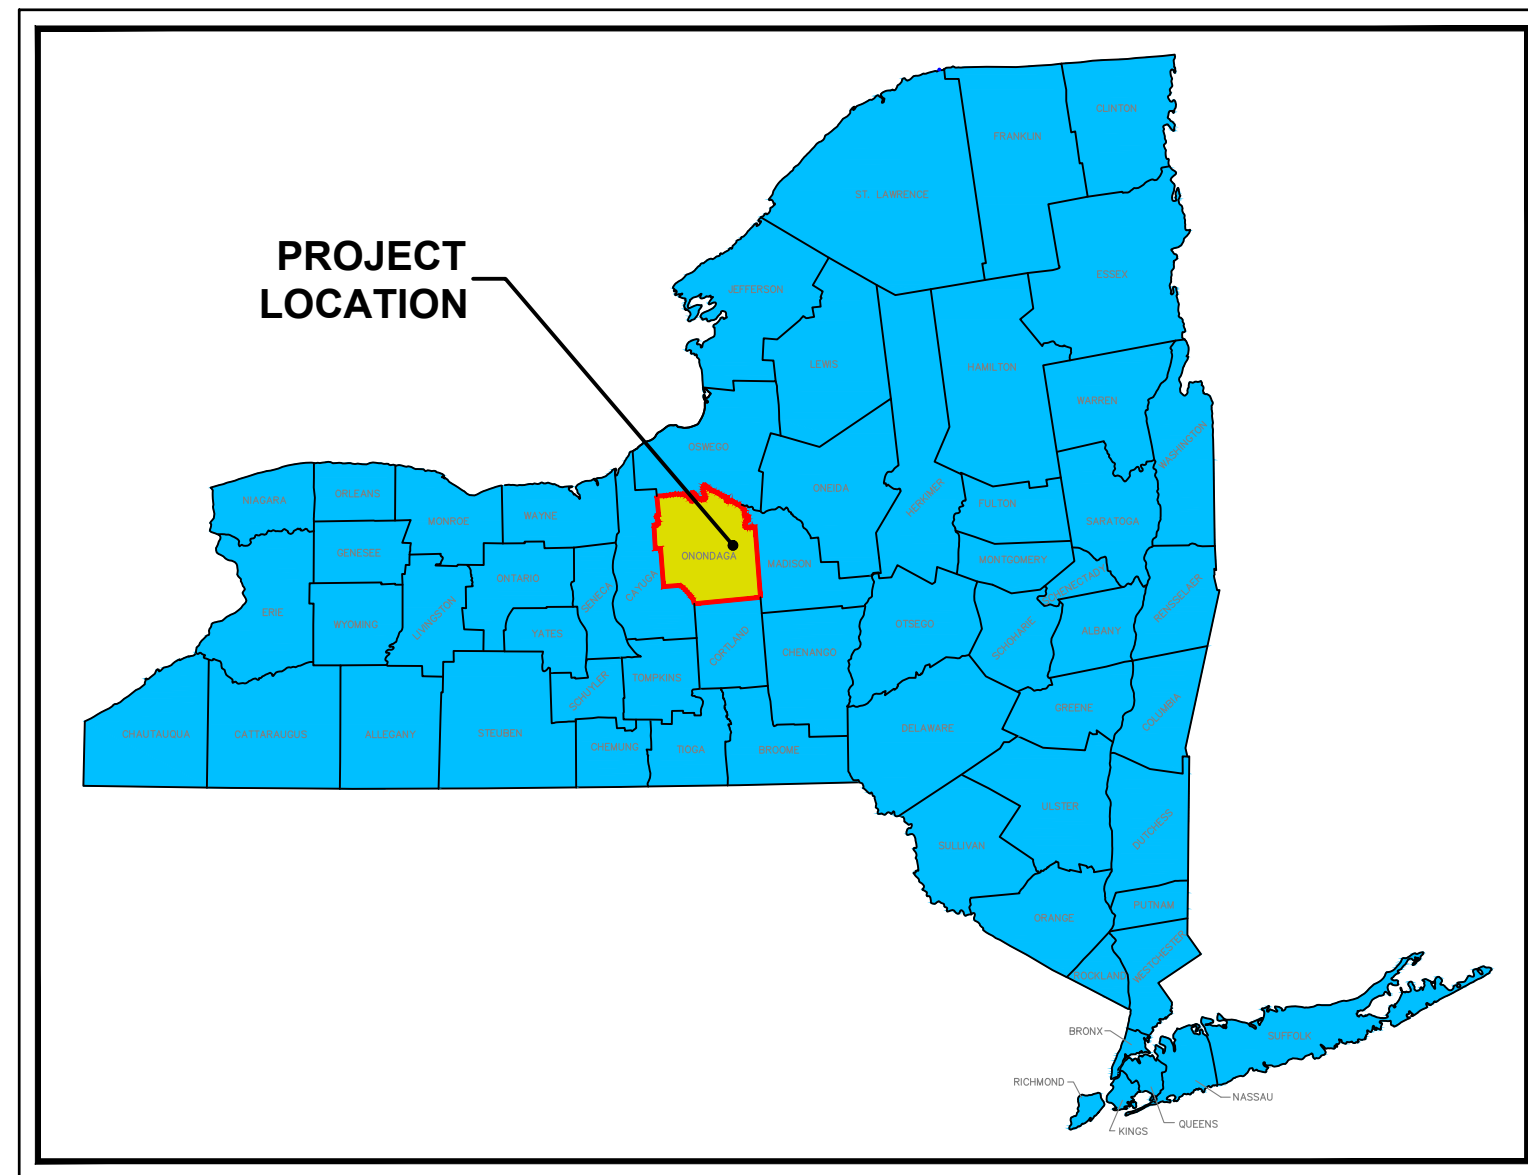 CLINTON
FRANKLIN
ST. LAWRENCE
PROJECT
LOCATION
ESSEX
JEFFERSON
LEWIS
HAMILTON
WARREN
WASHINGTON
OSWEGO
ONEIDA
HERKIMER
NIAGARA
ORLEANS
MONROE
WAYNE
FULTON
SARATOGA
GENESEE
ONONDAGA
MADISON
MONTGOMERY
ONTARIO
SENECA
CAYUGA
SCHENECTADY
RENSSELAER
ERIE
WYOMING
LIVINGSTON
YATES
CORTLAND
CHENANGO
OTSEGO
SCHOHARIE
ALBANY
TOMPKINS
SCHUYLER
GREENE
COLUMBIA
CHAUTAUQUA
CATTARAUGUS
ALLEGANY
STEUBEN
CHEMUNG
TIOGA
BROOME
DELAWARE
ULSTER
DUTCHESS
SULLIVAN
PUTNAM
ORANGE
WESTCHESTER
ROCKLAND
BRONX
SUFFOLK
RICHMOND
NASSAU
QUEENS
KINGS